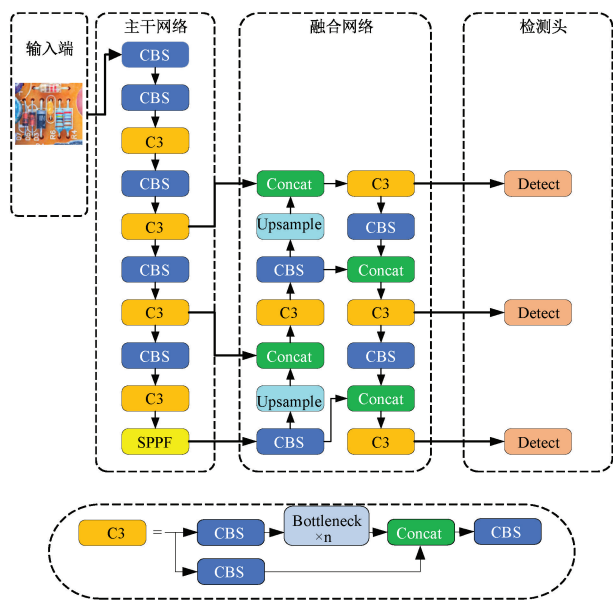 输入端
主干网络
CBS
CBS
C3
CBS
C3
CBS
C3
CBS
C3
SPPF
融合网络
Concat
Upsample
CBS
C3
Concat
Upsample
CBS
C3
CBS
Concat
C3
CBS
Concat
C3
检测头
Detect
Detect
Detect
C3
=
CBS
Bottleneck
×n
Concat
CBS
CBS
R6
R4